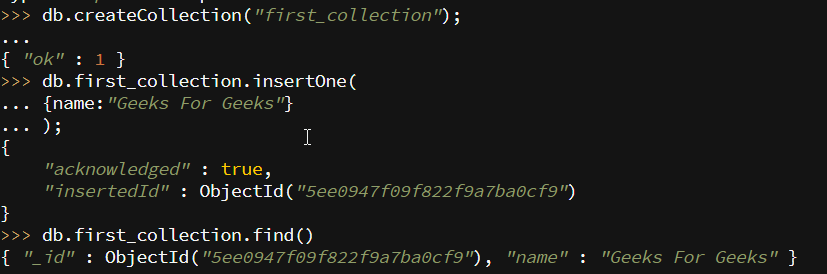 >>> db.createCollection("first_collection");
...
{ "ok" : 1 }
>>> db.first_collection.insertOne(
... {name:"Geeks For Geeks"}
... );
{
    "acknowledged" : true,
    "insertedId" : ObjectId("5ee0947f09f822f9a7ba0cf9")
}
>>> db.first_collection.find()
{ "_id" : ObjectId("5ee0947f09f822f9a7ba0cf9"), "name" : "Geeks For Geeks" }